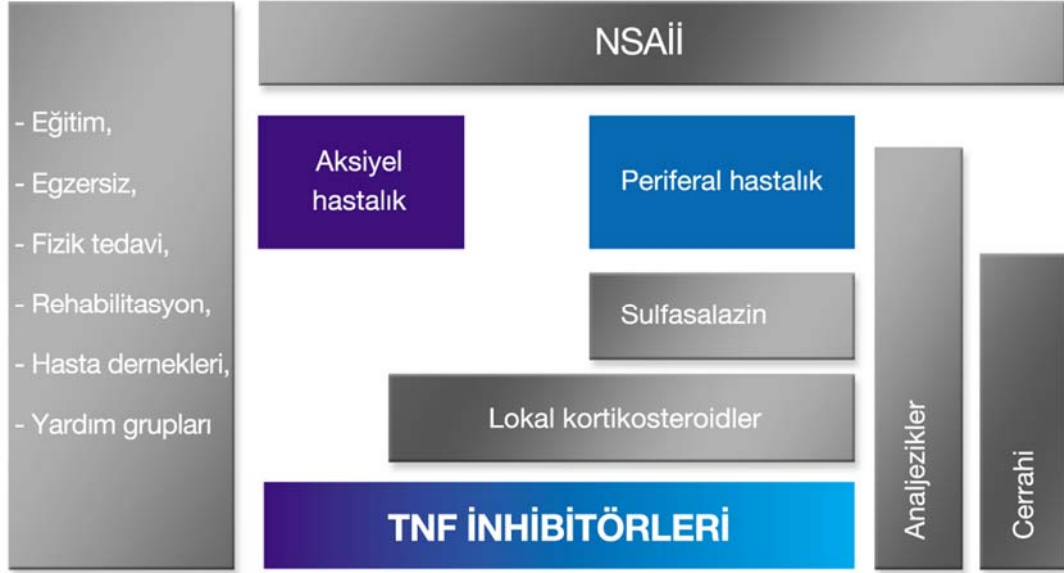 NSAİİ
- Eğitim,
- Egzersiz,
- Fizik tedavi,
- Rehabilitasyon,
- Hasta dernekleri,
- Yardım grupları
Aksiyel
hastalık
Periferal hastalık
Sulfasalazin
Lokal kortikosteroidler
TNF İNHİBİTÖRLERİ
Analjezikler
Cerrahi